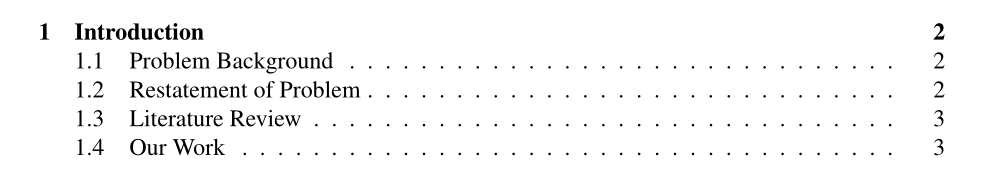 1 Introduction 2
1.1 Problem Background . . . . . . . . . . . . . . . . . . . . . . . . . . . . . . . 2
1.2 Restatement of Problem . . . . . . . . . . . . . . . . . . . . . . . . . . . . . . 2
1.3 Literature Review . . . . . . . . . . . . . . . . . . . . . . . . . . . . . . . . . 3
1.4 Our Work . . . . . . . . . . . . . . . . . . . . . . . . . . . . . . . . . . . . . 3